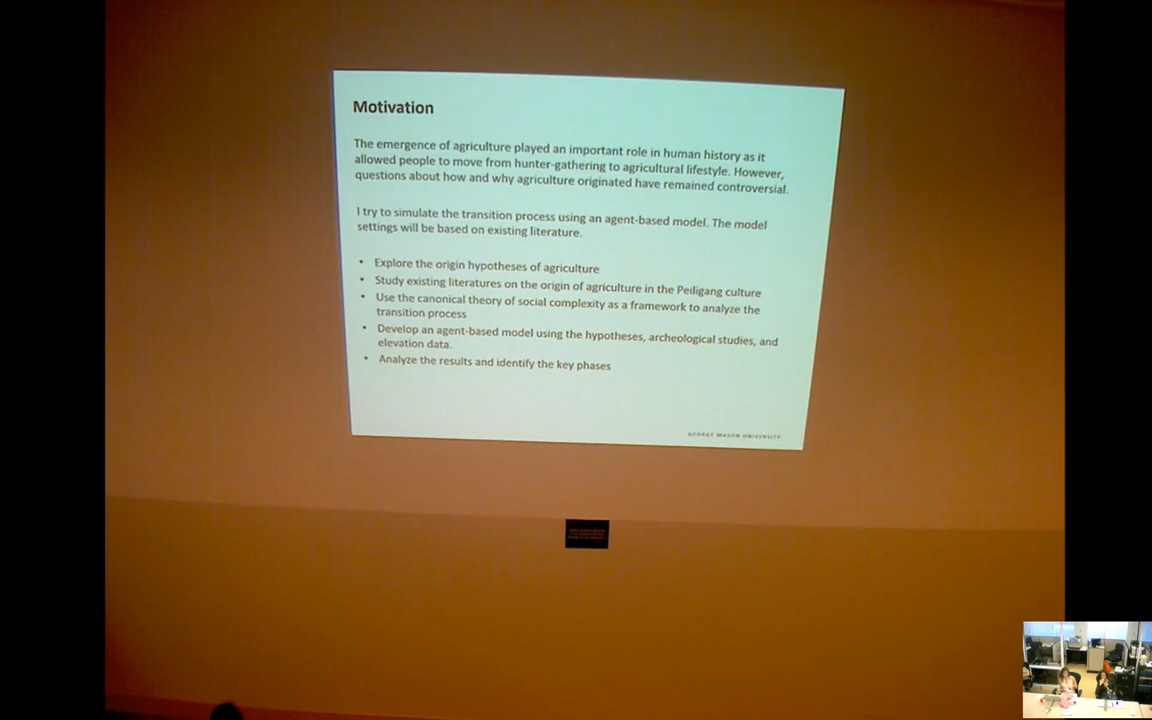 Motivation
The emergence of agriculture played an important role in human history as it
allowed people to move from hunter-gathering to agricultural lifestyle. However,
questions about how and why agriculture originated have remained controversial.
I try to simulate the transition process using an agent-based model. The model
settings will be based on existing literature.
• Explore the origin hypotheses of agriculture
• Study existing literatures on the origin of agriculture in the Peiligang culture
• Use the canonical theory of social complexity as a framework to analyze the
transition process
• Develop an agent-based model using the hypotheses, archeological studies, and
elevation data.
• Analyze the results and identify the key phases
GEORGE MASON UNIVERSITY